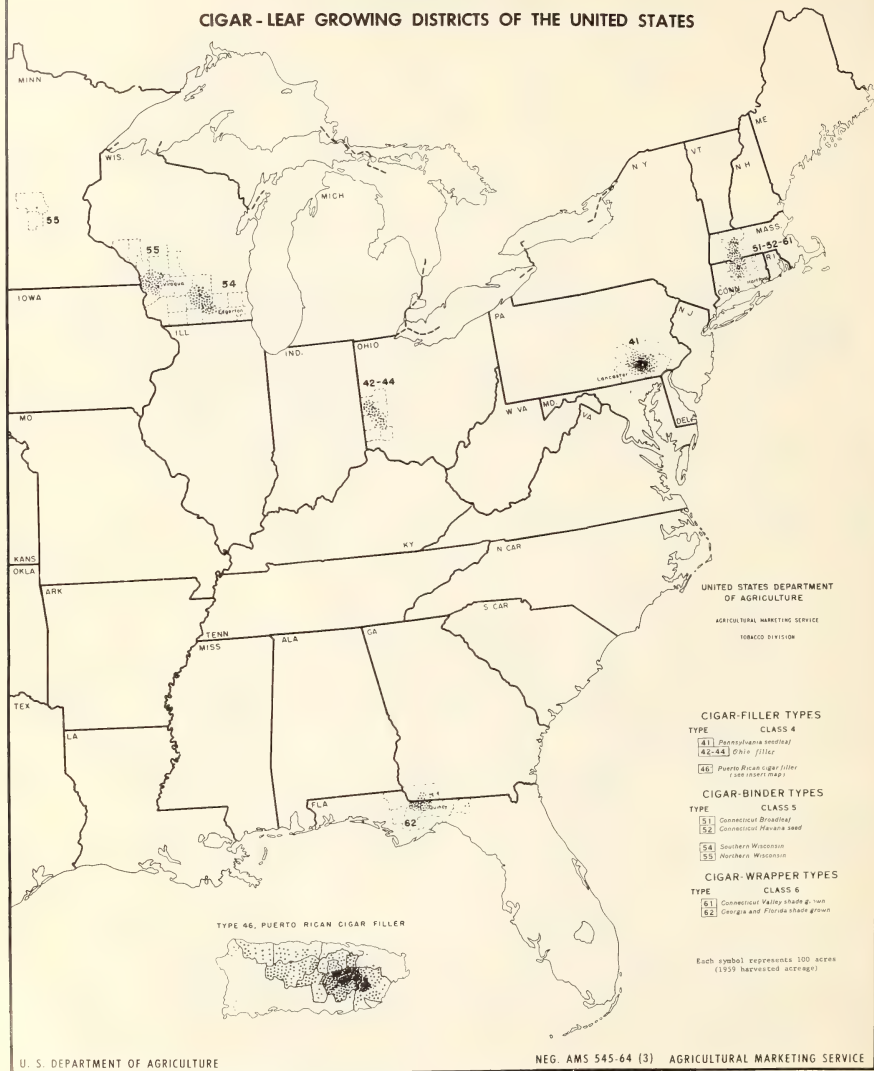 CIGAR-LEAF GROWING DISTRICTS OF THE UNITED STATES
MINN
WIS.
MICH
N Y
VT
N H
ME
MASS.
51-52-61
CONN
R I
Hartford
55
55
Viroqua
54
Edgerton
IOWA
ILL
IND.
OHIO
42-44
PA
41
Lancaster
N J
W VA
MD.
VA
DEL
MO
KANS
OKLA
KY
N CAR
ARK
TENN
S CAR
MISS
ALA
GA
TEX
LA
FLA
Quincy
62
UNITED STATES DEPARTMENT
OF AGRICULTURE
AGRICULTURAL MARKETING SERVICE
TOBACCO DIVISION
CIGAR-FILLER TYPES
TYPE CLASS 4
41 Pennsylvania seedleaf
42-44 Ohio filler
46 Puerto Rican cigar filler
(see insert map)
CIGAR-BINDER TYPES
TYPE CLASS 5
51 Connecticut Broadleaf
52 Connecticut Havana seed
54 Southern Wisconsin
55 Northern Wisconsin
CIGAR-WRAPPER TYPES
TYPE CLASS 6
61 Connecticut Valley shade grown
62 Georgia and Florida shade grown
Each symbol represents 100 acres
(1959 harvested acreage)
TYPE 46, PUERTO RICAN CIGAR FILLER
U. S. DEPARTMENT OF AGRICULTURE
NEG. AMS 545-64 (3) AGRICULTURAL MARKETING SERVICE